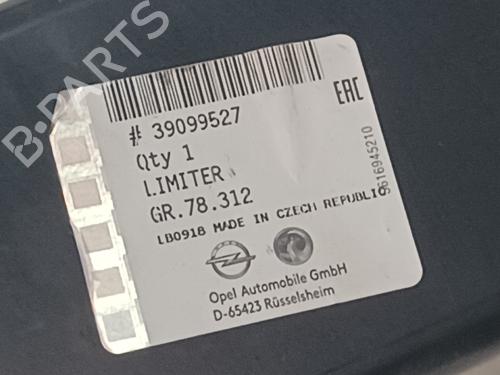 B-PARTS
# 39099527
Qty 1
LIMITER
GR.78.312
LB0918 MADE IN CZECH REPUBLIC
Opel Automobile GmbH
D-65423 Rüsselsheim
EAC
9616945210